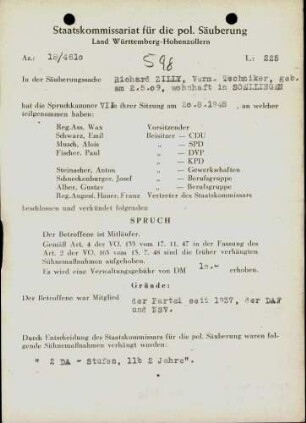 Staatskommissariat für die pol. Säuberung
Land Württemberg-Hohenzollern
Az.: 18/4810 L: 228
598
In der Säuberungssache Richard ZILLY, Verm. Techniker, geb.
am 2.5.09, wohnhaft in
hat die Spruchkammer VII in ihrer Sitzung am 20.8.1948, an welcher
teilgenommen haben:
Reg.Ass. Wax Vorsitzender
Schwarz, Emil Beisitzer – CDU
Musch, Alois „ – SPD
Fischer, Paul „ – DVP
„ – KPD
Steinacher, Anton „ – Gewerkschaften
Schneckenburger, Josef „ – Berufsgruppe
Alber, Gustav „ – Berufsgruppe
Reg.Angest. Hauer, Franz Vertreter des Staatskommissars
beschlossen und verkündet folgenden
SPRUCH
Der Betroffene ist Mitläufer.
Gemäß Art. 4 der VO. 133 vom 17. 11. 47 in der Fassung des
Art. 2 der VO. 165 vom 13. 7. 48 sind die früher verhängten
Sühnemaßnahmen aufgehoben.
Es wird eine Verwaltungsgebühr von DM 10.– erhoben.
Gründe:
Der Betroffene war Mitglied der Partei seit 1937, der DAF
und NSV.
Durch Entscheidung des Staatskommissars für die pol. Säuberung waren fol-
gende Sühnemaßnahmen verhängt worden:
" 2 DA - Stufen, 11b 2 Jahre".